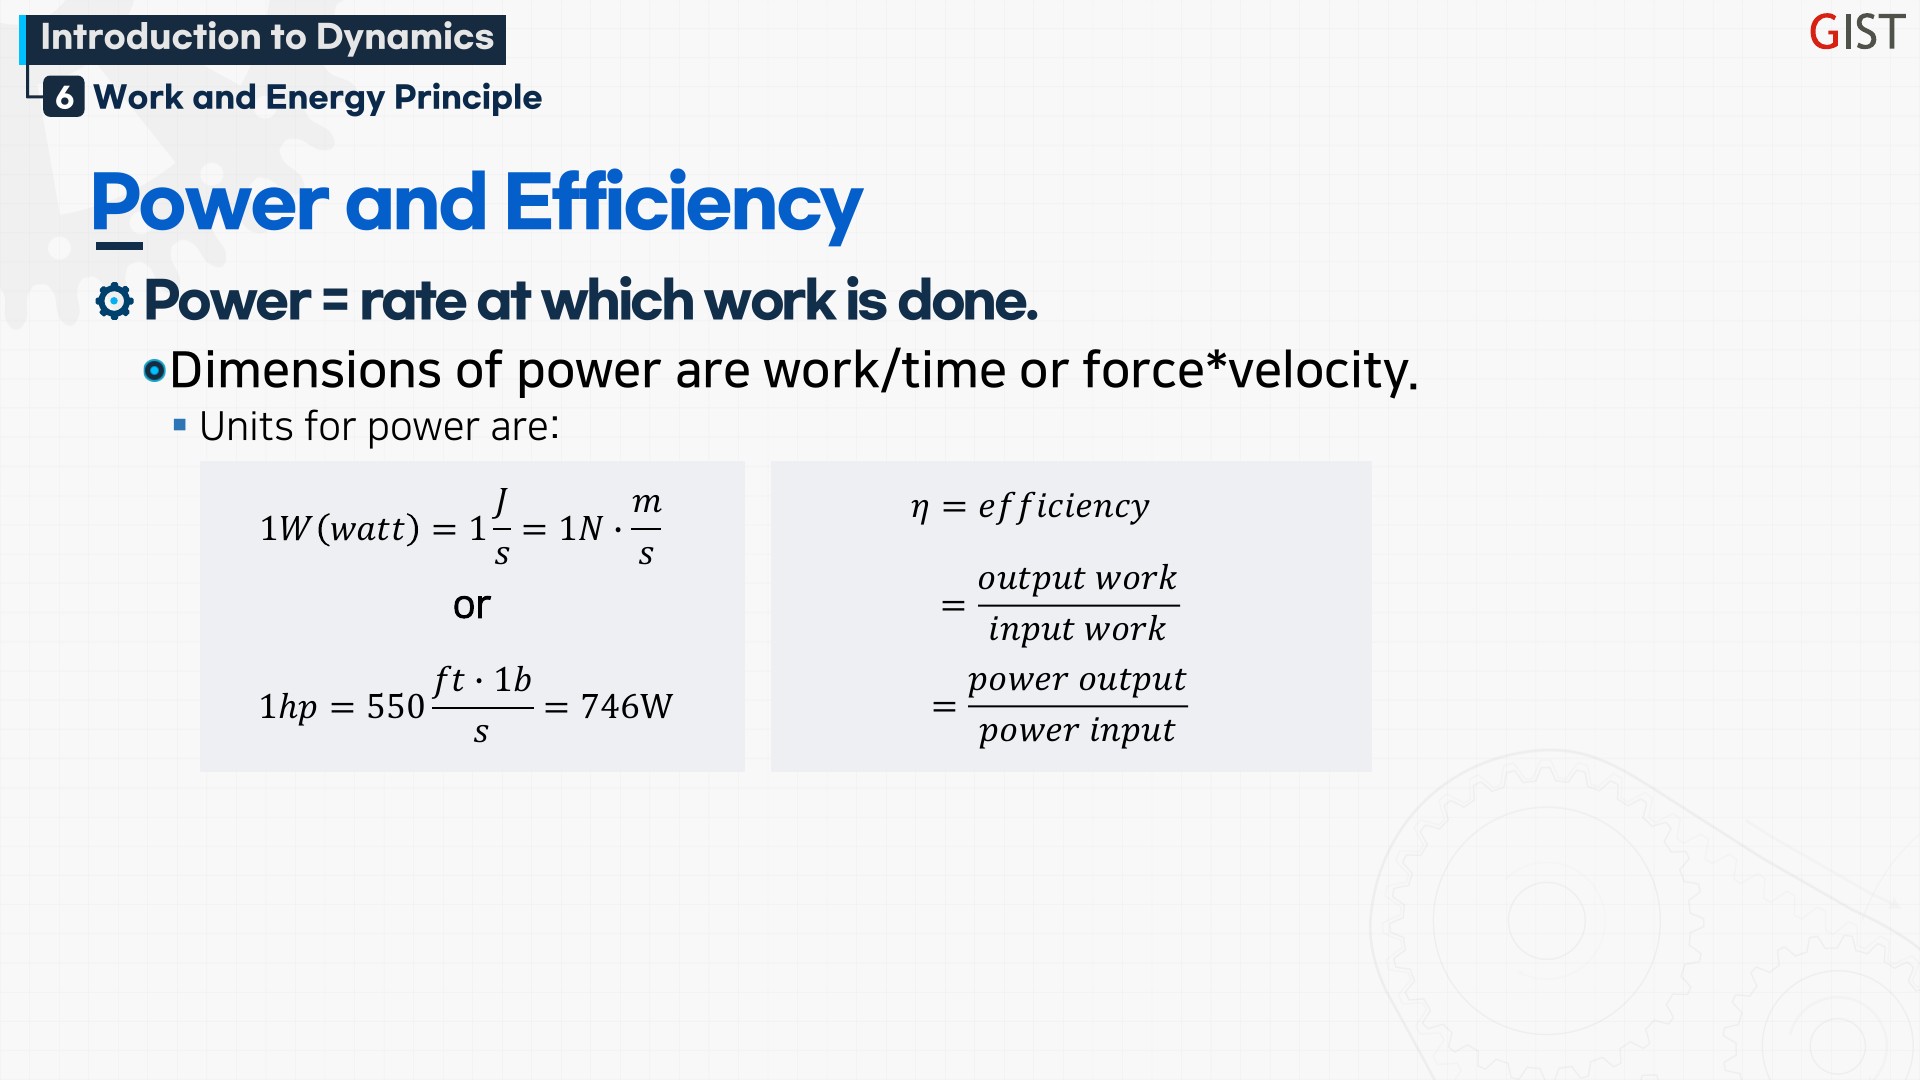 Introduction to Dynamics
GIST
6 Work and Energy Principle
Power and Efficiency
Power = rate at which work is done.
Dimensions of power are work/time or force*velocity.
Units for power are:
1W(watt) = 1 J/s = 1N · m/s
or
1hp = 550 ft · 1b/s = 746W
η = efficiency
= output work/input work
= power output/power input